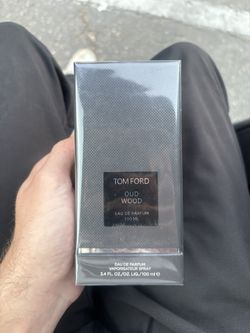 TOM FORD
OUD
WOOD
EAU DE PARFUM
100 ML
EAU DE PARFUM
VAPORISATEUR SPRAY
3.4 FL. OZ./OZ. LIQ./100 ml ℮